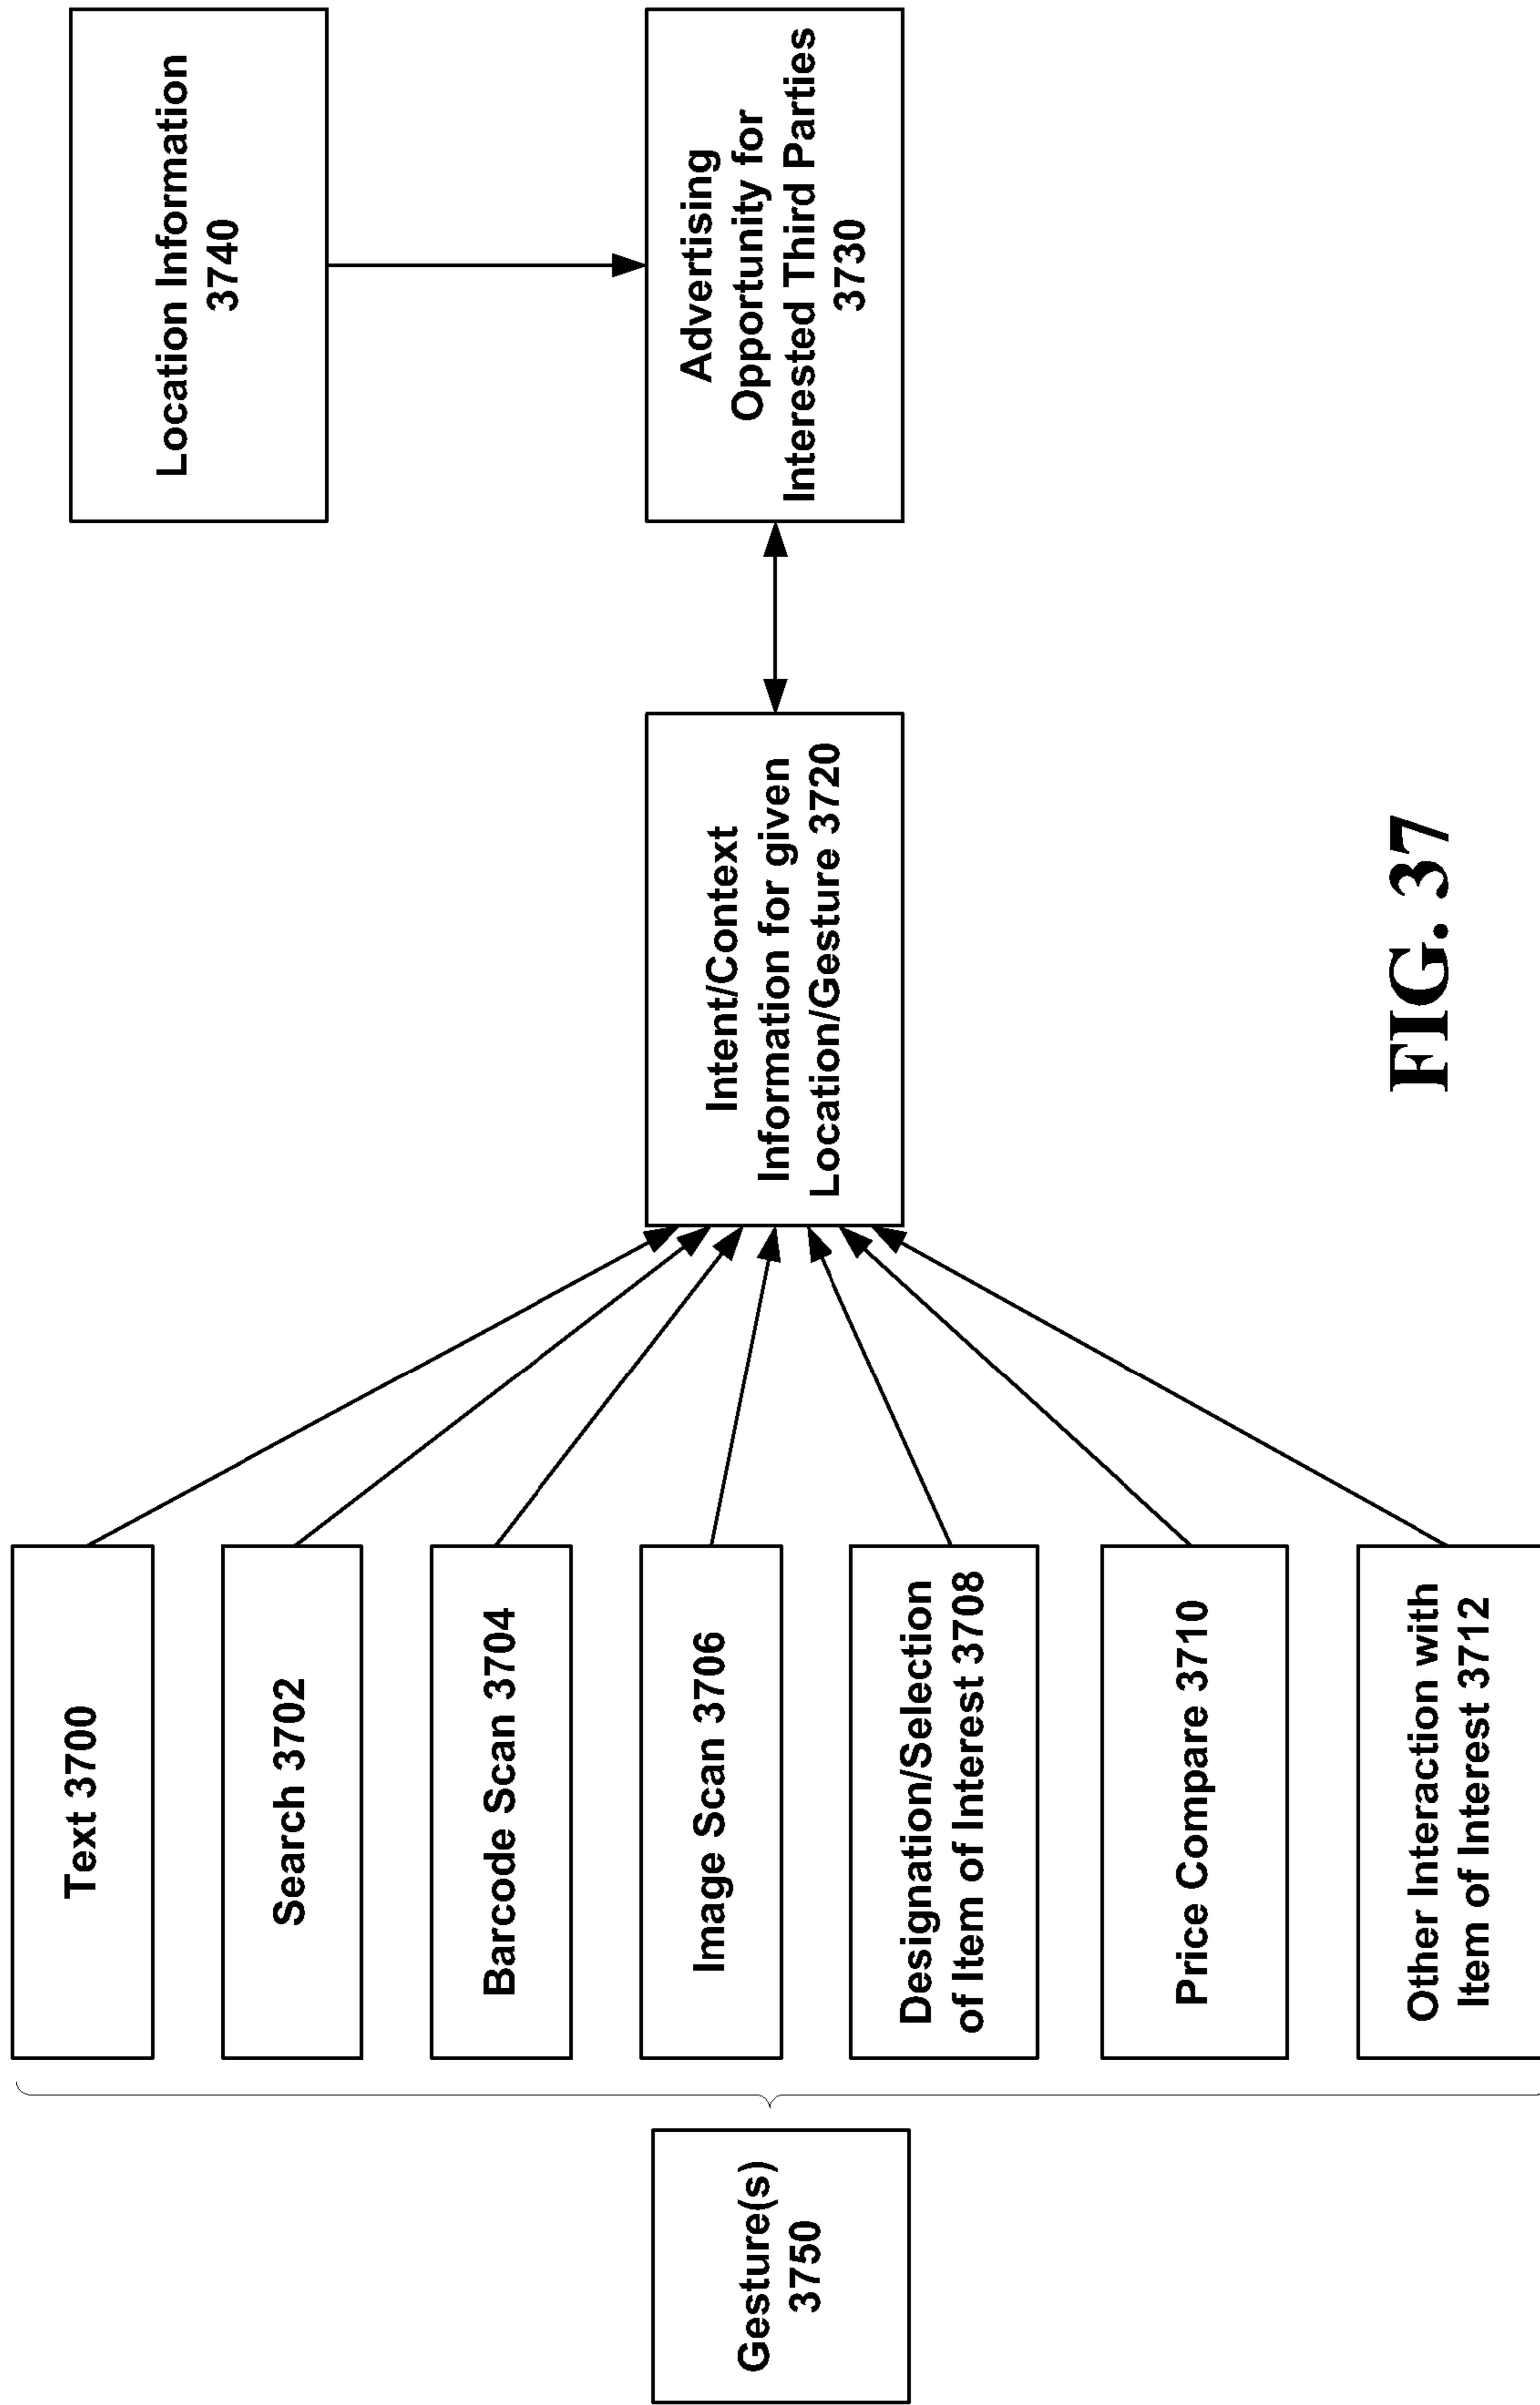 Gesture(s)
3750
Text 3700
Search 3702
Barcode Scan 3704
Image Scan 3706
Designation/Selection
of Item of Interest 3708
Price Compare 3710
Other Interaction with
Item of Interest 3712
Intent/Context
Information for given
Location/Gesture 3720
Location Information
3740
Advertising
Opportunity for
Interested Third Parties
3730
FIG. 37